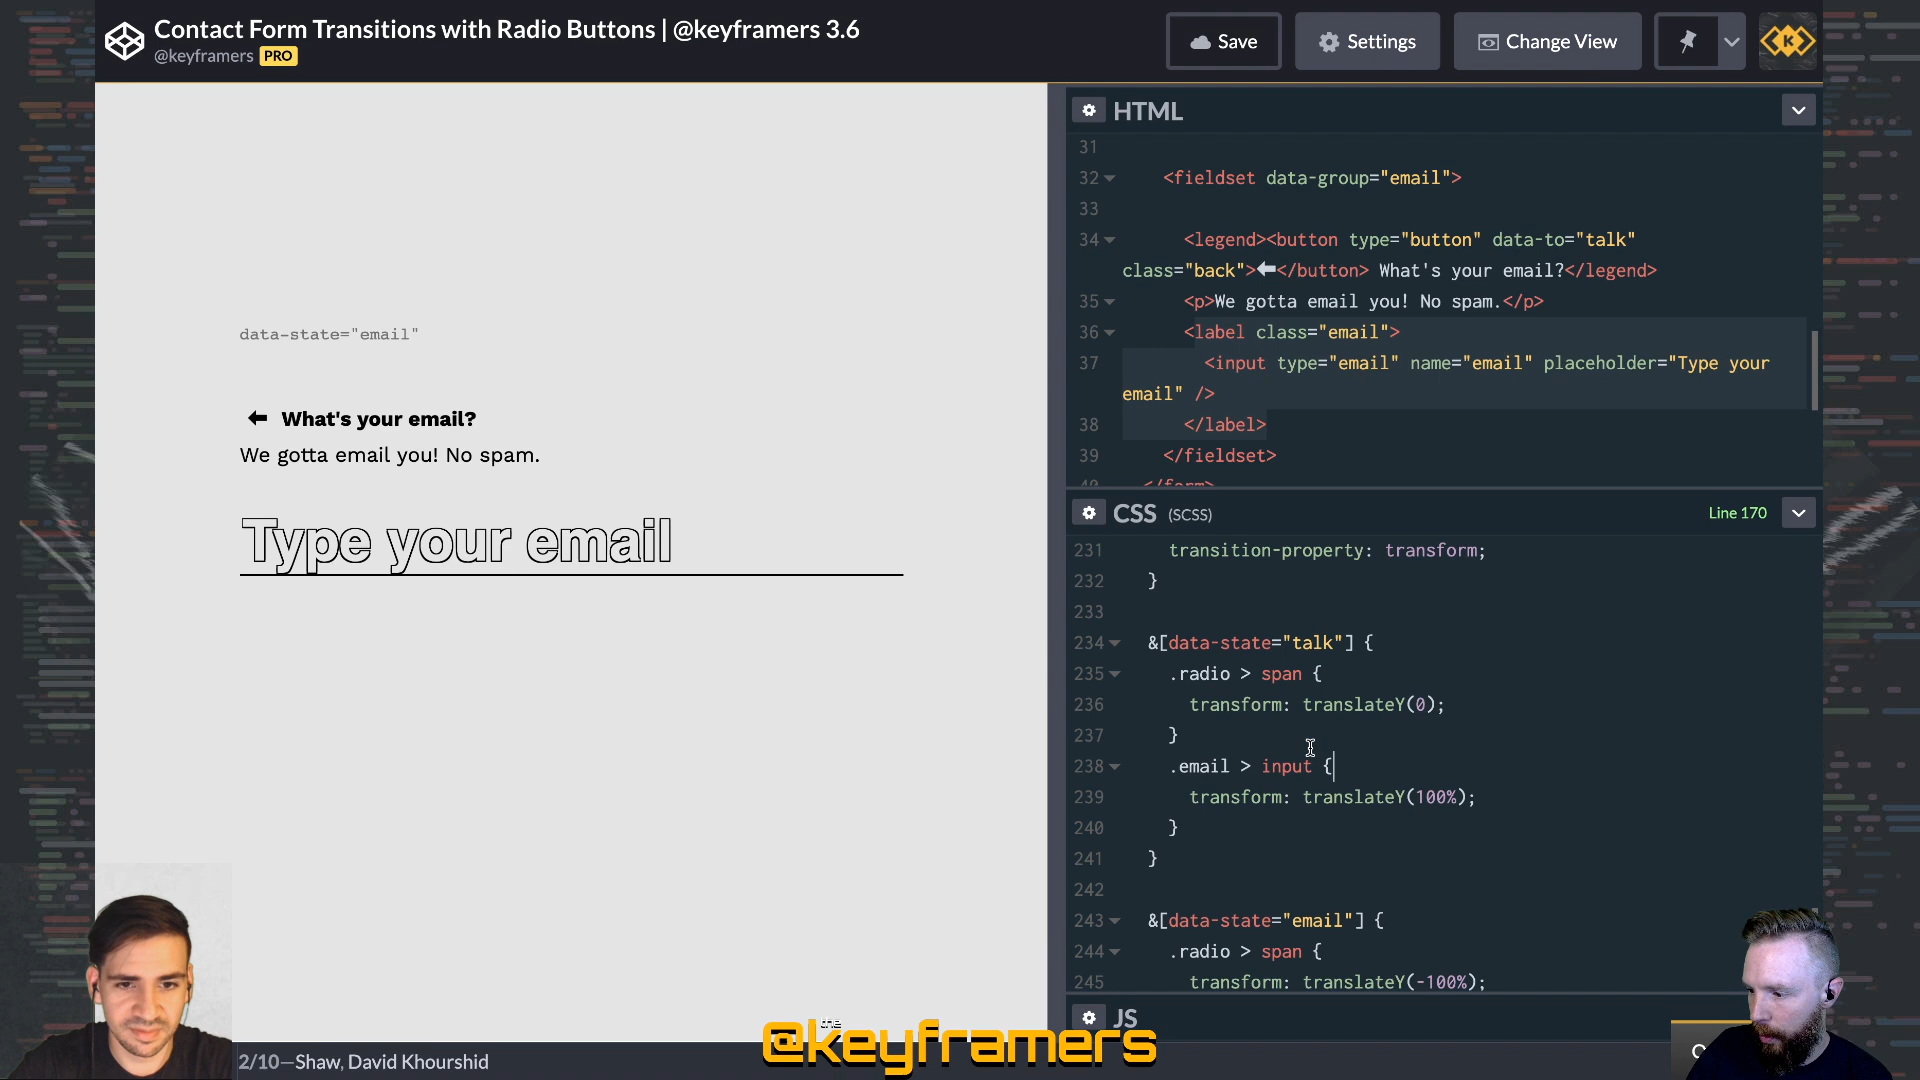 Contact Form Transitions with Radio Buttons | @keyframers 3.6
@keyframers PRO
Save
Settings
Change View
K
data-state="email"
⬅ What's your email?
We gotta email you! No spam.
Type your email
HTML
31
32 <fieldset data-group="email">
33
34 <legend><button type="button" data-to="talk"
class="back">⬅</button> What's your email?</legend>
35 <p>We gotta email you! No spam.</p>
36 <label class="email">
37 <input type="email" name="email" placeholder="Type your
email" />
38 </label>
39 </fieldset>
40 </form>
CSS (SCSS)
Line 170
231 transition-property: transform;
232 }
233
234 &[data-state="talk"] {
235 .radio > span {
236 transform: translateY(0);
237 }
238 .email > input {
239 transform: translateY(100%);
240 }
241 }
242
243 &[data-state="email"] {
244 .radio > span {
245 transform: translateY(-100%);
JS
the
@keyframers
2/10—Shaw, David Khourshid